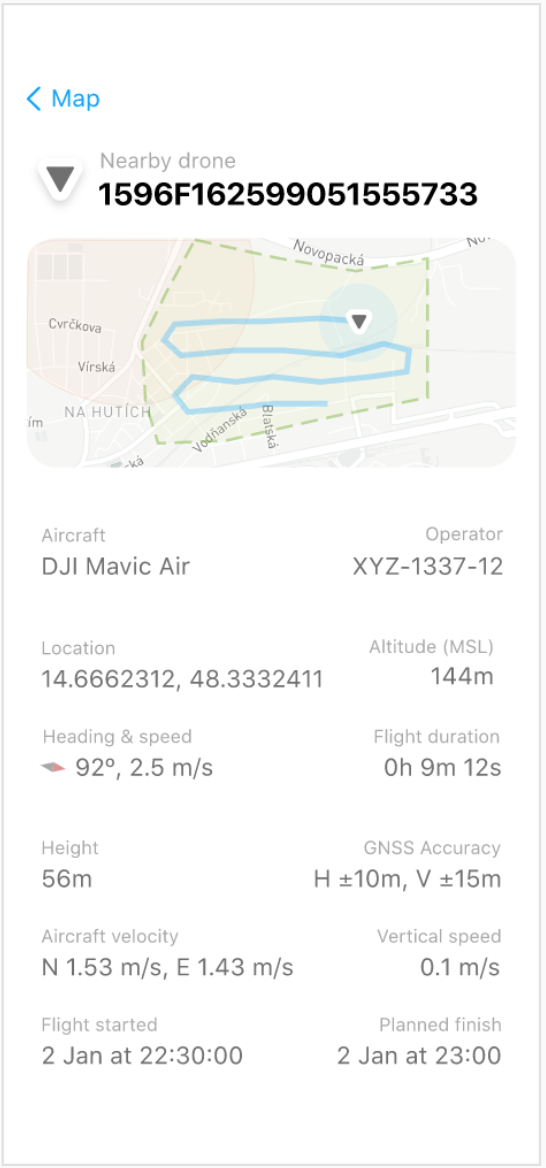 Map
Nearby drone
1596F162599051555733
Novopacká
Cvrčkova
Vírská
NA HUTÍCH
ím
Vodňanská
Blatská
ká
Aircraft
Operator
DJI Mavic Air
XYZ-1337-12
Location
Altitude (MSL)
14.6662312, 48.3332411
144m
Heading & speed
Flight duration
92º, 2.5 m/s
0h 9m 12s
Height
GNSS Accuracy
56m
H ±10m, V ±15m
Aircraft velocity
Vertical speed
N 1.53 m/s, E 1.43 m/s
0.1 m/s
Flight started
Planned finish
2 Jan at 22:30:00
2 Jan at 23:00